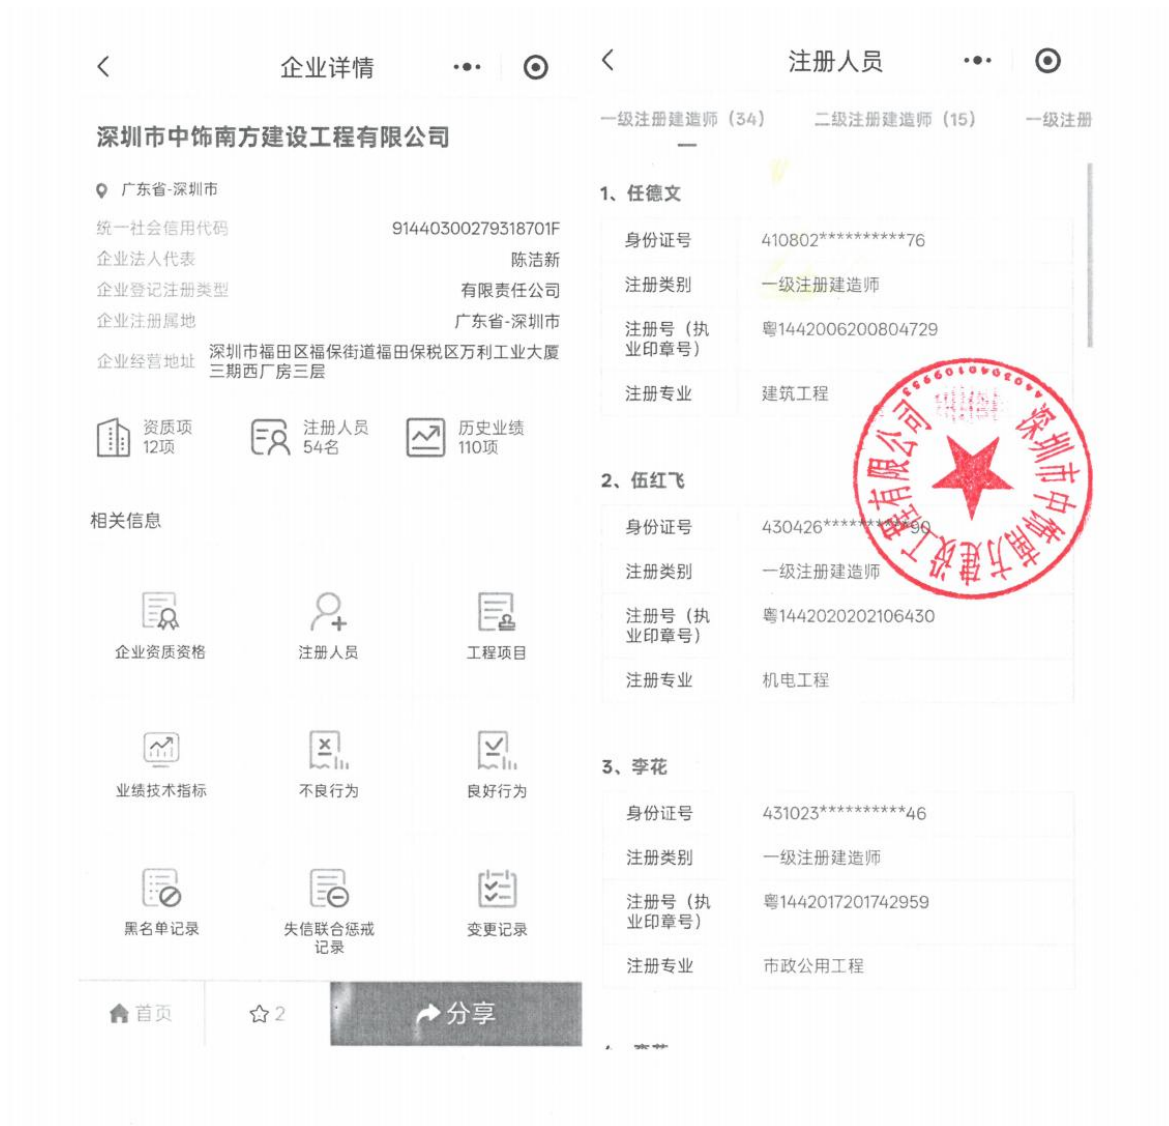 企业详情
深圳市中饰南方建设工程有限公司
广东省-深圳市
统一社会信用代码 91440300279318701F
企业法人代表 陈洁新
企业登记注册类型 有限责任公司
企业注册属地 广东省-深圳市
企业经营地址 深圳市福田区福保街道福田保税区万利工业大厦
三期西厂房三层
资质项
12项
注册人员
54名
历史业绩
110项
相关信息
企业资质资格 注册人员 工程项目
业绩技术指标 不良行为 良好行为
黑名单记录 失信联合惩戒
记录 变更记录
首页 2 分享
注册人员
一级注册建造师（34） 二级注册建造师（15） 一级注册
1、任德文
身份证号 410802**********76
注册类别 一级注册建造师
注册号（执
业印章号） 粤1442006200804729
注册专业 建筑工程
2、伍红飞
身份证号 430426**********90
注册类别 一级注册建造师
注册号（执
业印章号） 粤1442020202106430
注册专业 机电工程
3、李花
身份证号 431023**********46
注册类别 一级注册建造师
注册号（执
业印章号） 粤1442017201742959
注册专业 市政公用工程
深圳市中饰南方建设工程有限公司